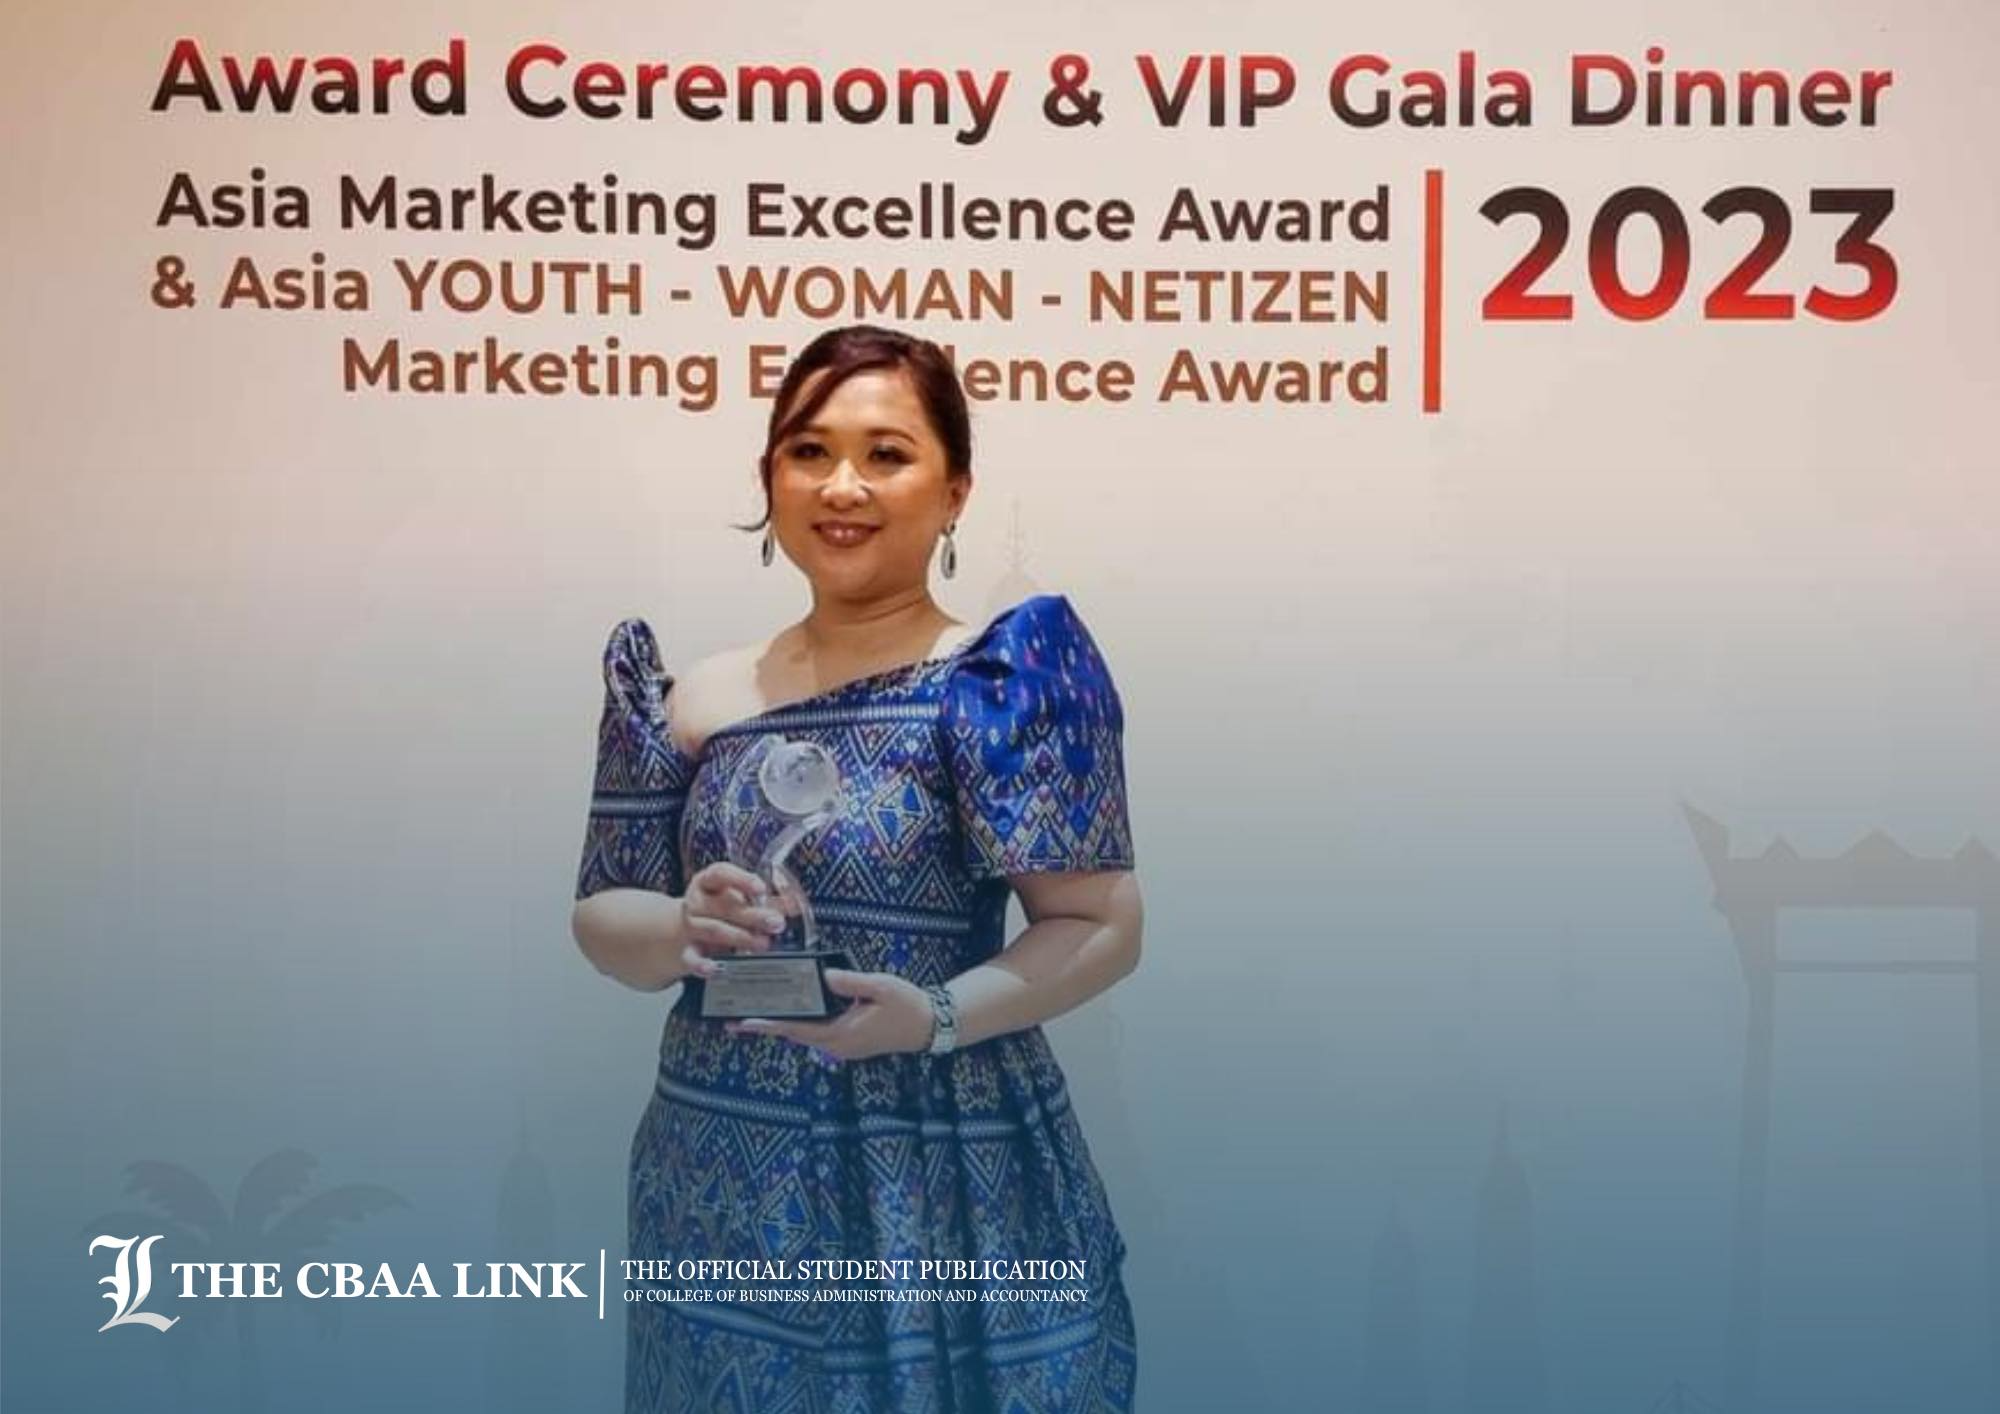 Award Ceremony & VIP Gala Dinner
Asia Marketing Excellence Award
& Asia YOUTH - WOMAN - NETIZEN
Marketing Award
2023
L THE CBAA LINK
THE OFFICIAL STUDENT PUBLICATION
OF COLLEGE OF BUSINESS ADMINISTRATION AND ACCOUNTANCY